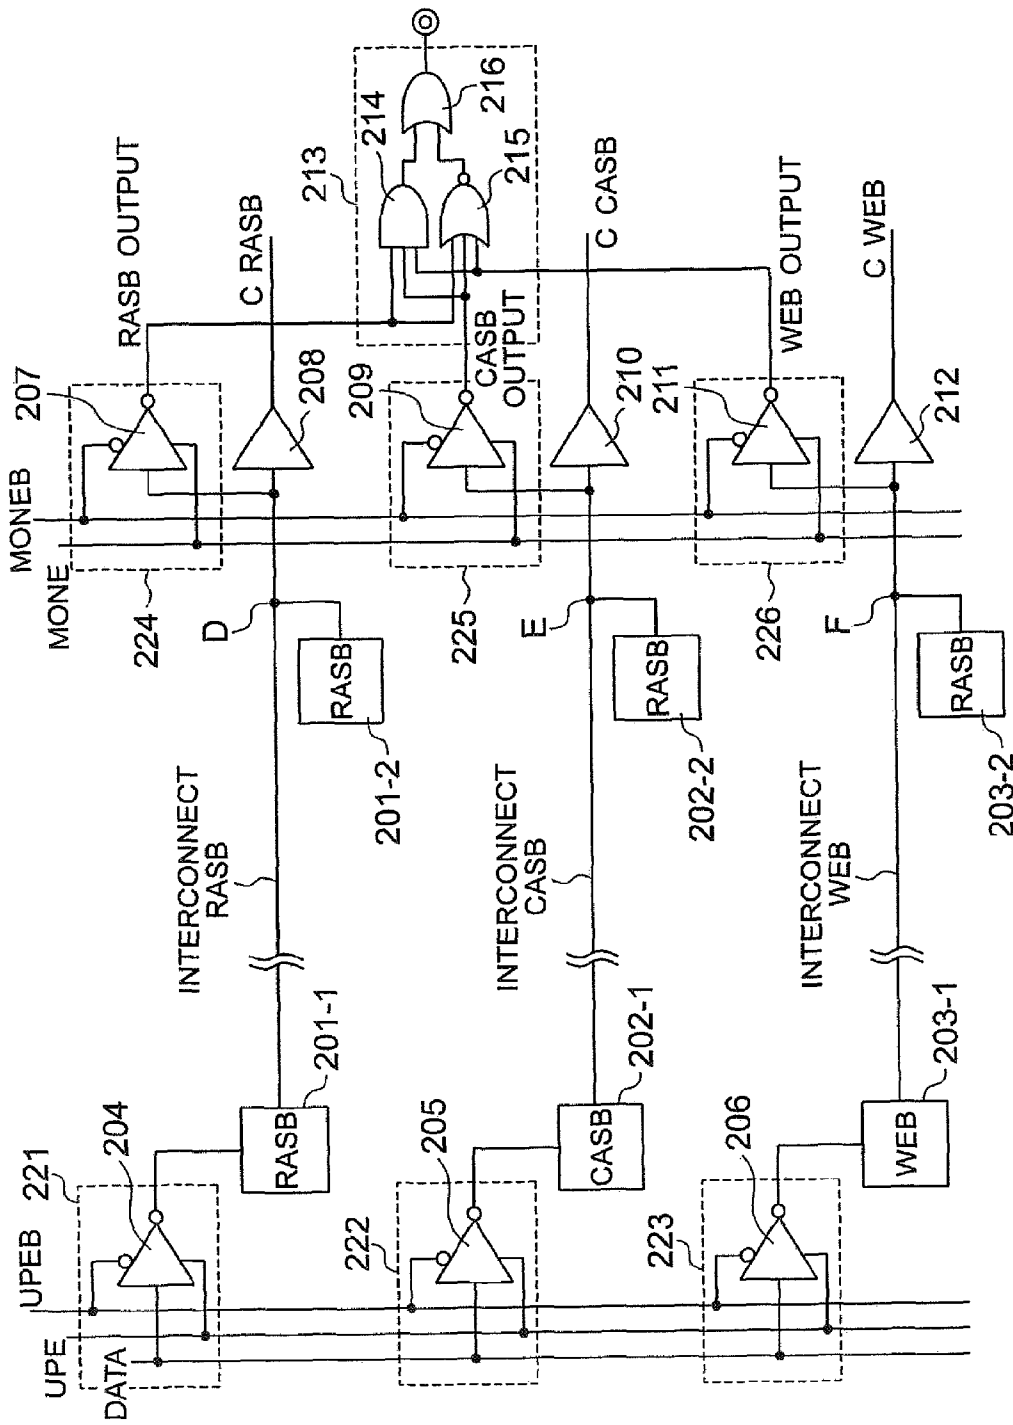 UPEB
UPE
DATA
221
204
RASB
201-1
INTERCONNECT
RASB
D
RASB
201-2
MONEB
MONE
224
207
RASB OUTPUT
C RASB
208
213
214
216
215
222
205
CASB
202-1
INTERCONNECT
CASB
E
RASB
202-2
225
209
CASB
OUTPUT
C CASB
210
223
206
WEB
203-1
INTERCONNECT
WEB
F
RASB
203-2
226
211
WEB OUTPUT
C WEB
212